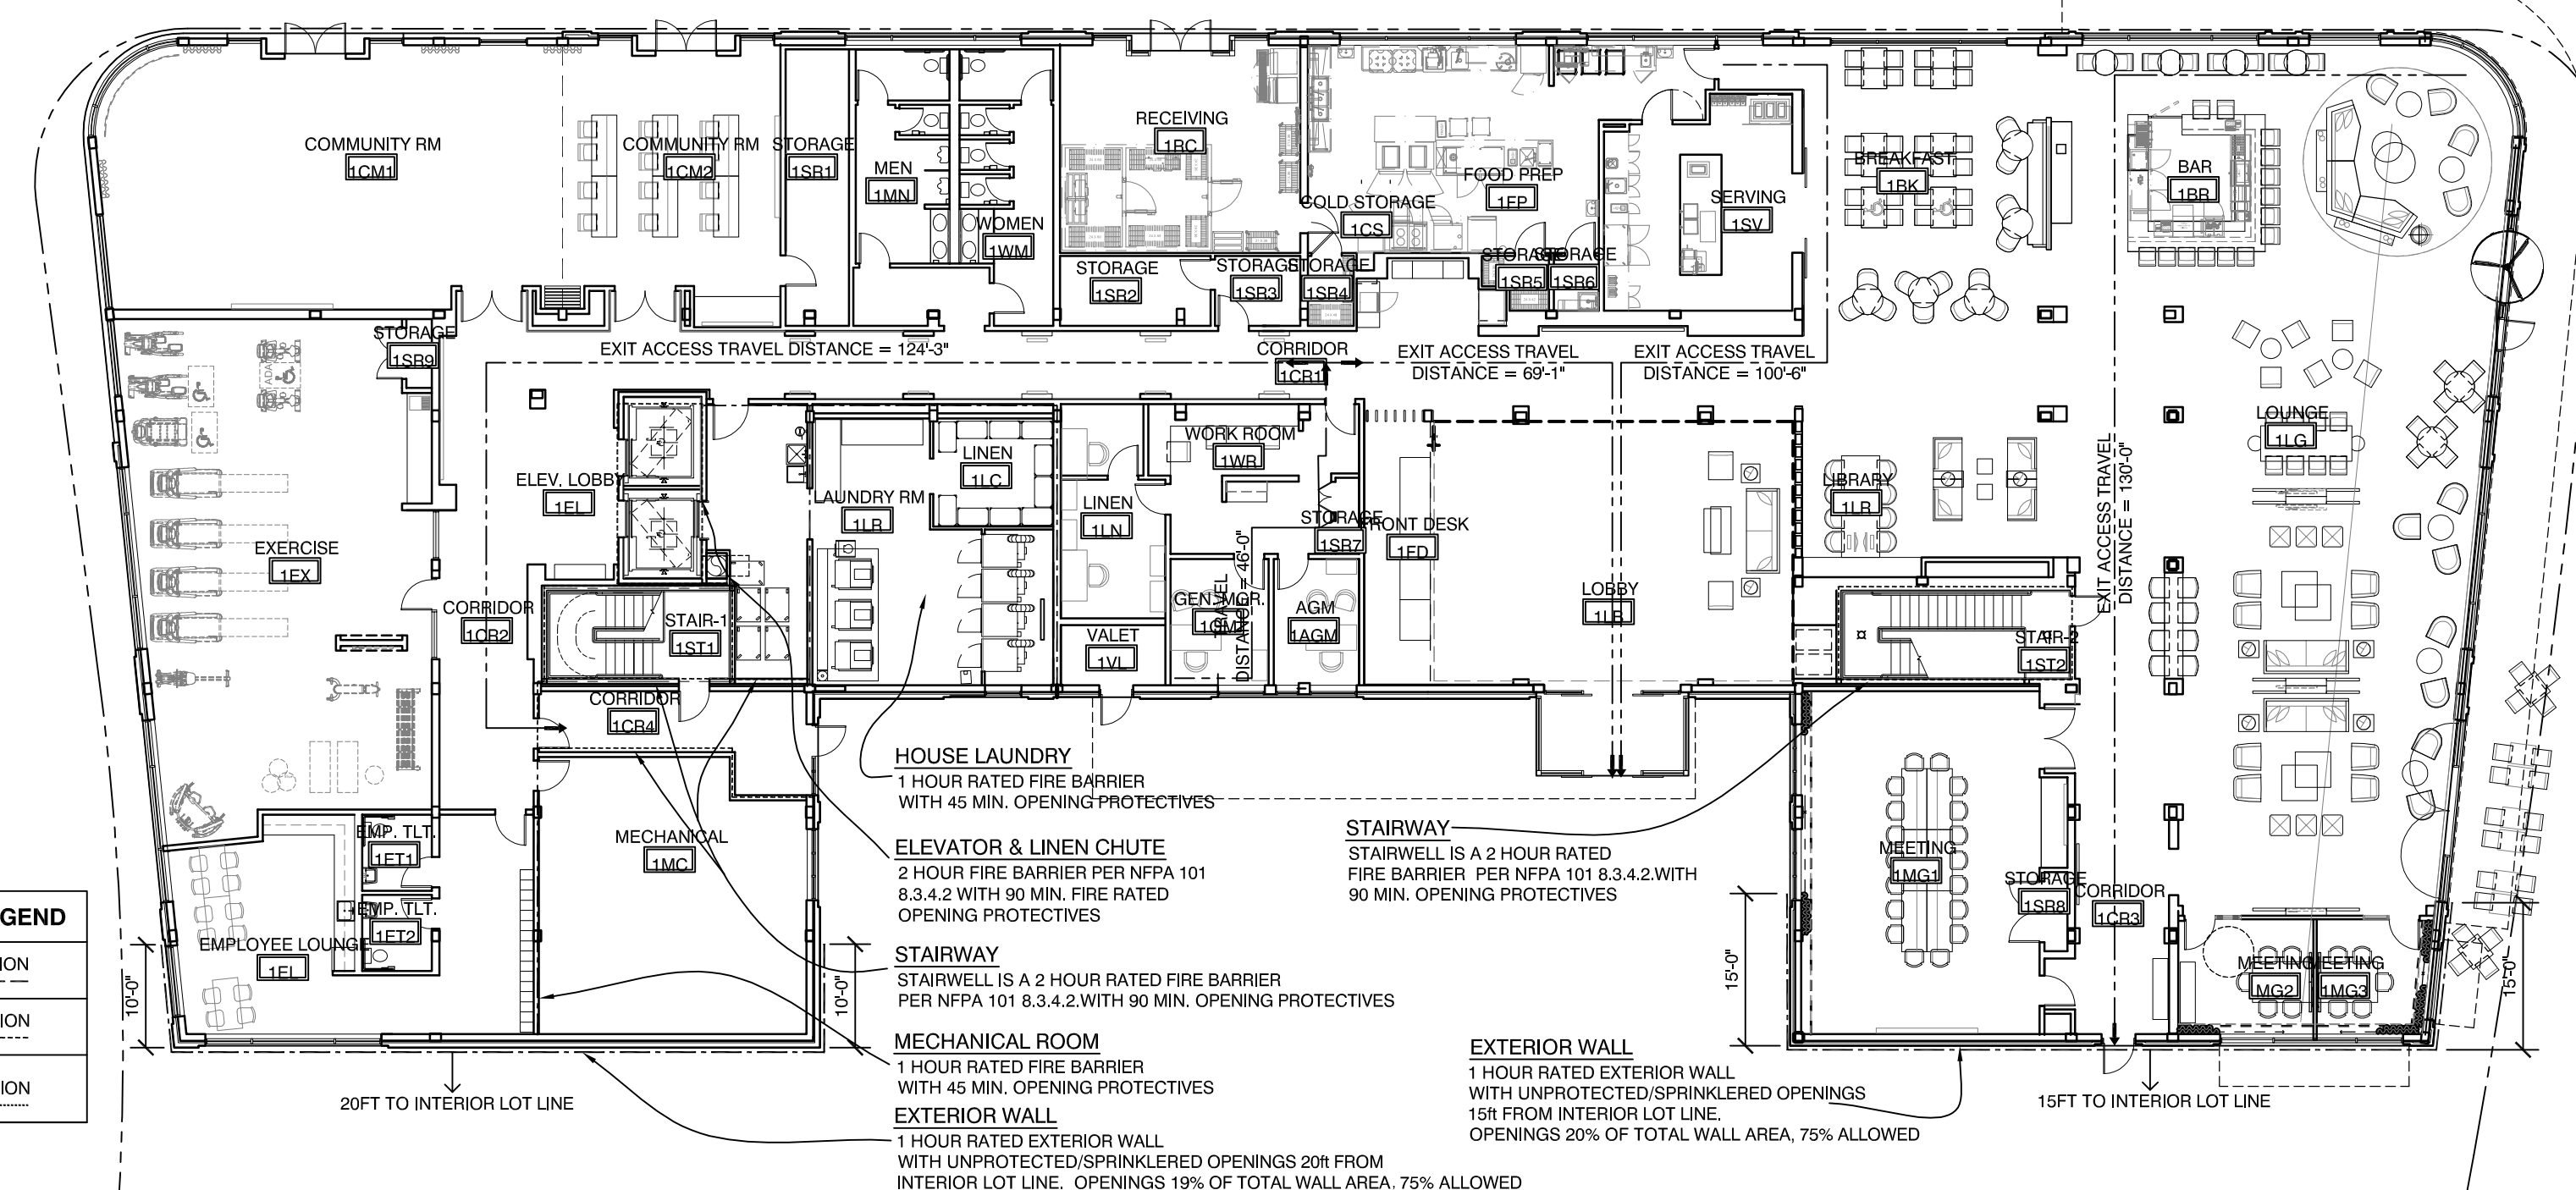 COMMUNITY RM
1CM1
COMMUNITY RM
1CM2
STORAGE
1SR1
MEN
1MN
WOMEN
1WM
RECEIVING
1RC
STORAGE
1SR2
STORAGE
1SR3
STORAGE
1SR4
COLD STORAGE
1CS
FOOD PREP
1FP
STORAGE
1SR5
STORAGE
1SR6
SERVING
1SV
BREAKFAST
1BK
BAR
1BR
STORAGE
1SR9
ADA
EXIT ACCESS TRAVEL DISTANCE = 124'-3"
CORRIDOR
1CR1
EXIT ACCESS TRAVEL
DISTANCE = 69'-1"
EXIT ACCESS TRAVEL
DISTANCE = 100'-6"
EXIT ACCESS TRAVEL
DISTANCE = 130'-0"
LOUNGE
1LG
LIBRARY
1LR
ELEV. LOBBY
1EL
LAUNDRY RM
1LR
LINEN
1LC
LINEN
1LN
WORK ROOM
1WR
STORAGE
1SR7
FRONT DESK
1FD
EXERCISE
1EX
CORRIDOR
1CR2
STAIR-1
1ST1
VALET
1VL
GEN. MGR.
1GM
TRAVEL
DISTANCE = 46'-0"
AGM
1AGM
LOBBY
1LB
STAIR-2
1ST2
CORRIDOR
1CR4
HOUSE LAUNDRY
1 HOUR RATED FIRE BARRIER
WITH 45 MIN. OPENING PROTECTIVES
ELEVATOR & LINEN CHUTE
2 HOUR FIRE BARRIER PER NFPA 101
8.3.4.2 WITH 90 MIN. FIRE RATED
OPENING PROTECTIVES
STAIRWAY
STAIRWELL IS A 2 HOUR RATED FIRE BARRIER
PER NFPA 101 8.3.4.2.WITH 90 MIN. OPENING PROTECTIVES
MECHANICAL ROOM
1 HOUR RATED FIRE BARRIER
WITH 45 MIN. OPENING PROTECTIVES
EXTERIOR WALL
1 HOUR RATED EXTERIOR WALL
WITH UNPROTECTED/SPRINKLERED OPENINGS 20ft FROM
INTERIOR LOT LINE. OPENINGS 19% OF TOTAL WALL AREA, 75% ALLOWED
STAIRWAY
STAIRWELL IS A 2 HOUR RATED
FIRE BARRIER PER NFPA 101 8.3.4.2.WITH
90 MIN. OPENING PROTECTIVES
EXTERIOR WALL
1 HOUR RATED EXTERIOR WALL
WITH UNPROTECTED/SPRINKLERED OPENINGS
15ft FROM INTERIOR LOT LINE.
OPENINGS 20% OF TOTAL WALL AREA, 75% ALLOWED
MECHANICAL
1MC
EMP. TLT.
1ET1
EMP. TLT.
1ET2
EMPLOYEE LOUNGE
1EL
MEETING
1MG1
STORAGE
1SR8
CORRIDOR
1CR3
MEETING
MG2
MEETING
1MG3
10'-0"
10'-0"
15'-0"
15'-0"
20FT TO INTERIOR LOT LINE
15FT TO INTERIOR LOT LINE
GEND
ION
ION
ION